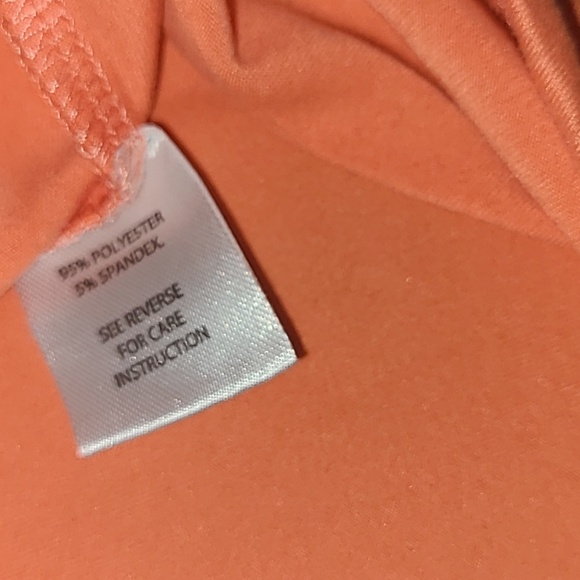 95% POLYESTER
5% SPANDEX
SEE REVERSE
FOR CARE
INSTRUCTION